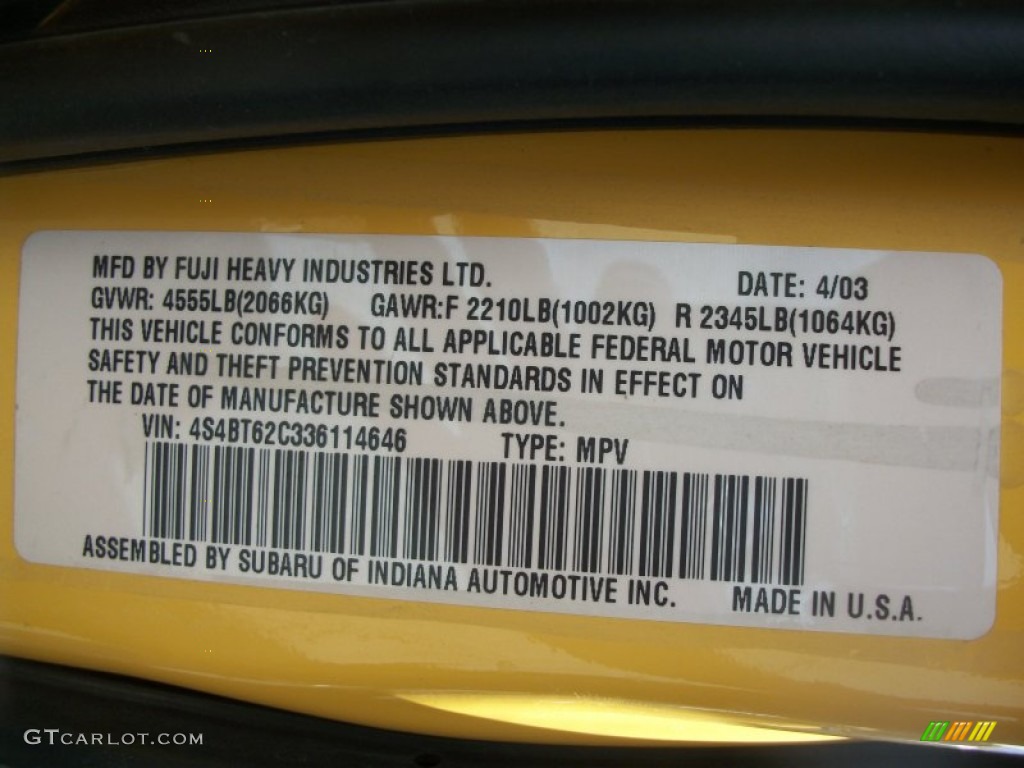 MFD BY FUJI HEAVY INDUSTRIES LTD. DATE: 4/03
GVWR: 4555LB(2066KG) GAWR:F 2210LB(1002KG) R 2345LB(1064KG)
THIS VEHICLE CONFORMS TO ALL APPLICABLE FEDERAL MOTOR VEHICLE
SAFETY AND THEFT PREVENTION STANDARDS IN EFFECT ON
THE DATE OF MANUFACTURE SHOWN ABOVE.
VIN: 4S4BT62C336114646 TYPE: MPV
ASSEMBLED BY SUBARU OF INDIANA AUTOMOTIVE INC. MADE IN U.S.A.
GTCARLOT.COM